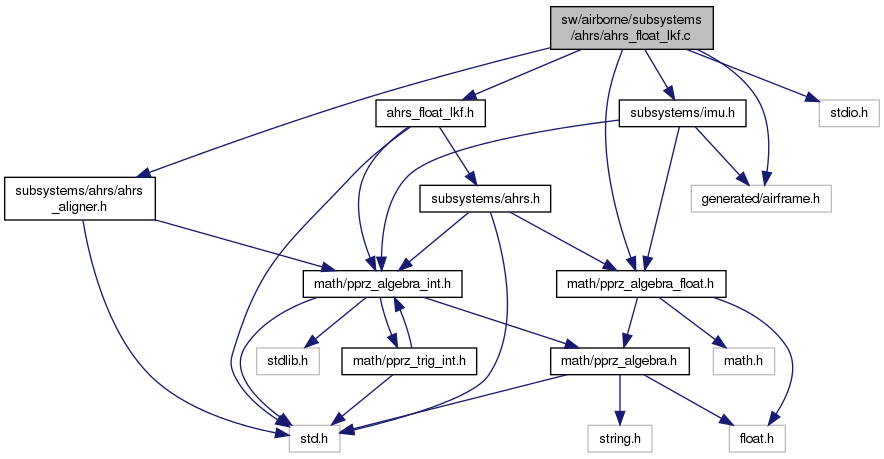 sw/airborne/subsystems
/ahrs/ahrs_float_lkf.c
ahrs_float_lkf.h
subsystems/imu.h
stdio.h
subsystems/ahrs/ahrs
_aligner.h
subsystems/ahrs.h
generated/airframe.h
math/pprz_algebra_int.h
math/pprz_algebra_float.h
stdlib.h
math/pprz_trig_int.h
math/pprz_algebra.h
math.h
std.h
string.h
float.h